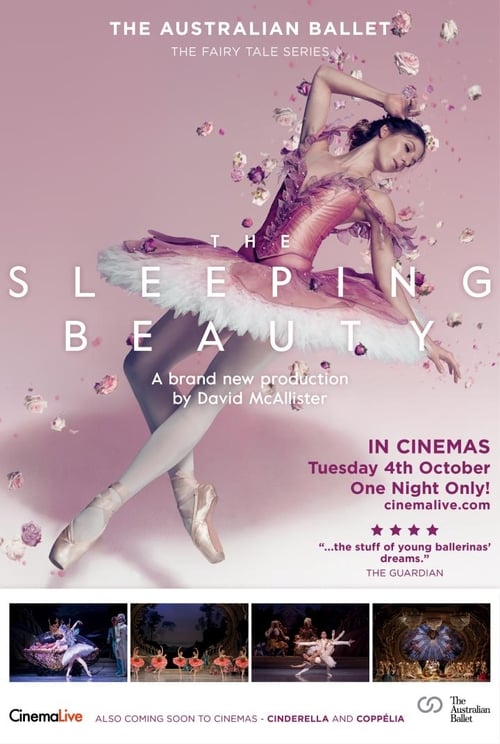 THE AUSTRALIAN BALLET
THE FAIRY TALE SERIES
THE
SLEEPING
BEAUTY
A brand new production
by David McAllister
IN CINEMAS
Tuesday 4th October
One Night Only!
cinemalive.com
“...the stuff of young ballerinas’
dreams.”
THE GUARDIAN
CinemaLive
ALSO COMING SOON TO CINEMAS - CINDERELLA AND COPPÉLIA
The
Australian
Ballet